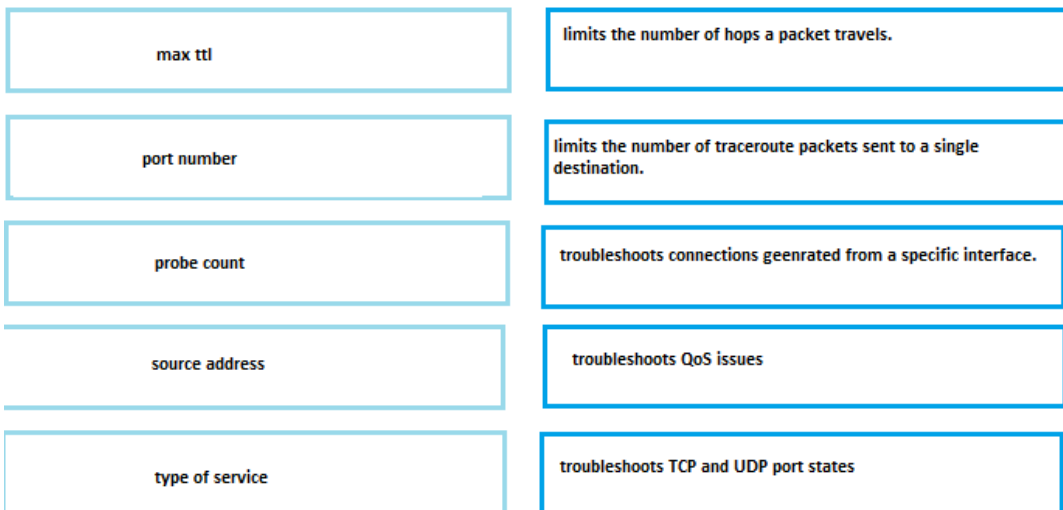 max ttl
limits the number of hops a packet travels.
port number
limits the number of traceroute packets sent to a single
destination.
probe count
troubleshoots connections geenrated from a specific interface.
source address
troubleshoots QoS issues
type of service
troubleshoots TCP and UDP port states